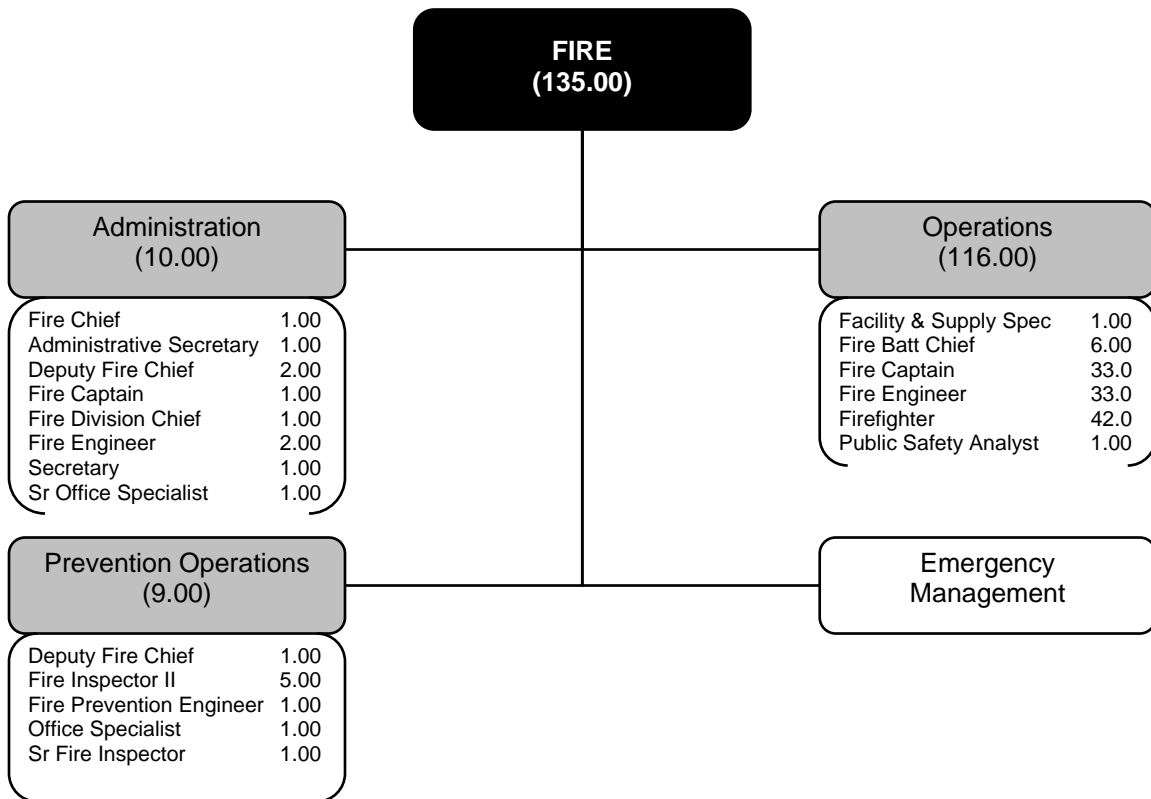 FIRE
(135.00)
Administration
(10.00)
Fire Chief 1.00
Administrative Secretary 1.00
Deputy Fire Chief 2.00
Fire Captain 1.00
Fire Division Chief 1.00
Fire Engineer 2.00
Secretary 1.00
Sr Office Specialist 1.00
Operations
(116.00)
Facility & Supply Spec 1.00
Fire Batt Chief 6.00
Fire Captain 33.0
Fire Engineer 33.0
Firefighter 42.0
Public Safety Analyst 1.00
Prevention Operations
(9.00)
Deputy Fire Chief 1.00
Fire Inspector II 5.00
Fire Prevention Engineer 1.00
Office Specialist 1.00
Sr Fire Inspector 1.00
Emergency
Management